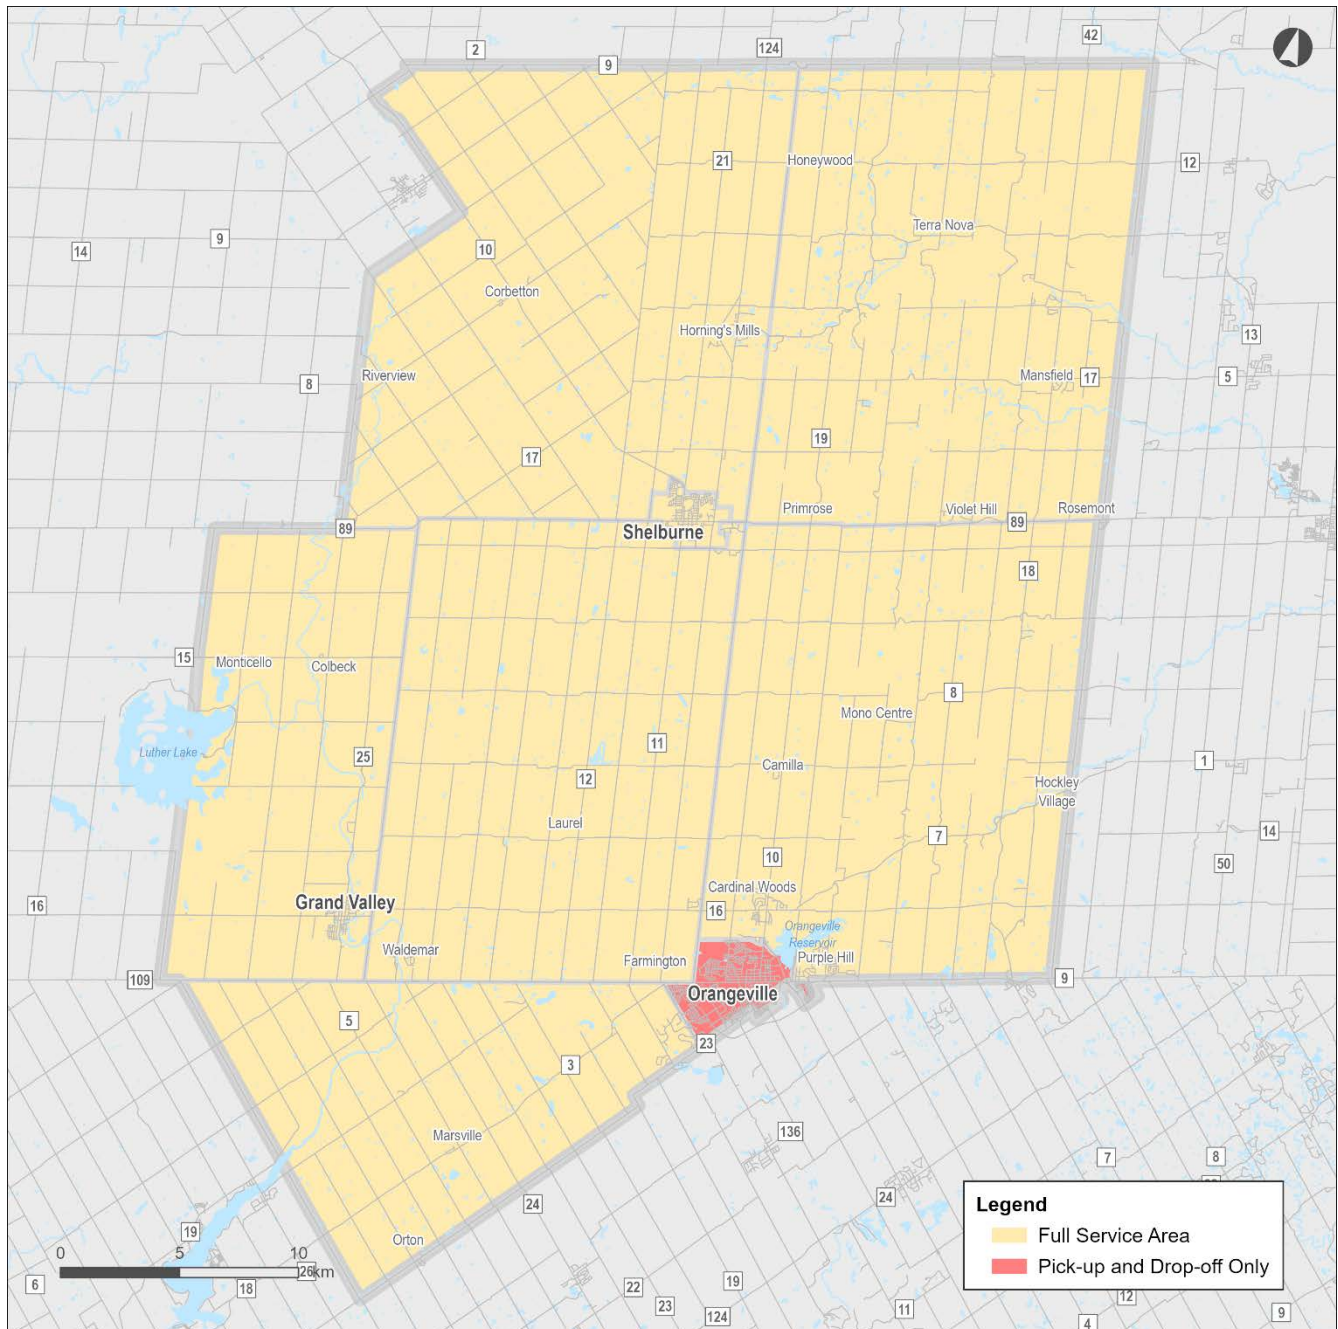 42
2
124
9
21
Honeywood
12
Terra Nova
14
9
10
Corbetton
Horning's Mills
13
Riverview
8
Mansfield
17
5
19
17
Primrose
Violet Hill
Rosemont
89
Shelburne
89
18
15
Monticello
Colbeck
8
Mono Centre
11
Luther Lake
25
12
Camilla
1
Hockley
Village
Laurel
7
14
10
50
Cardinal Woods
Grand Valley
16
16
Orangeville
Reservoir
Waldemar
Farmington
Purple Hill
109
9
Orangeville
5
23
3
Marsville
136
7
8
24
24
19
Orton
0
5
10
km
26
6
18
22
19
23
124
11
12
4
9
Legend
Full Service Area
Pick-up and Drop-off Only